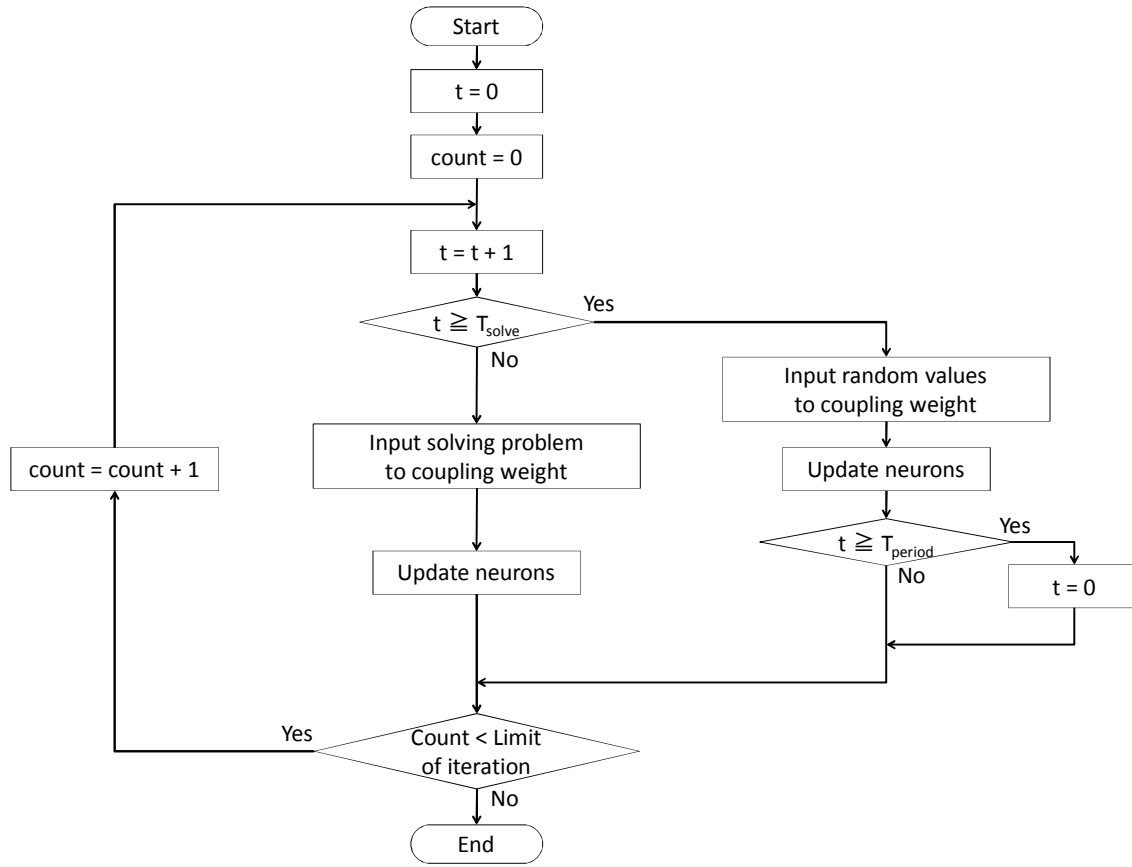 Start
t = 0
count = 0
t = t + 1
t ≧ Tsolve
Yes
No
Input random values
to coupling weight
Input solving problem
to coupling weight
count = count + 1
Update neurons
t ≧ Tperiod
Yes
No
Update neurons
t = 0
Yes
Count < Limit
of iteration
No
End